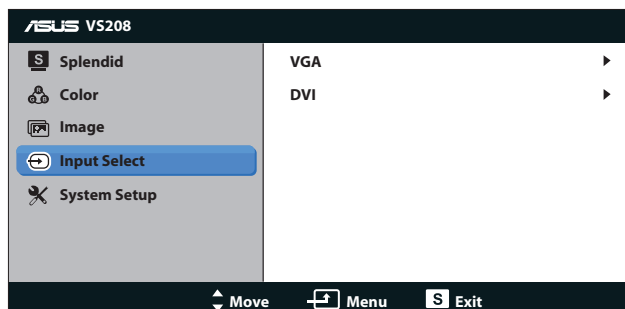 ASUS VS208
S Splendid
R G B Color
Image
Input Select
System Setup
VGA
DVI
Move Menu S Exit